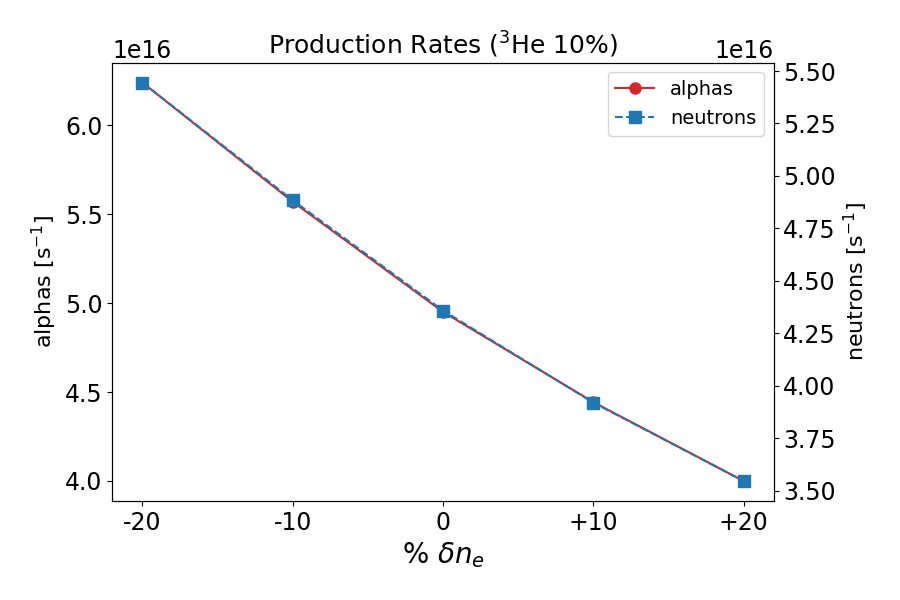 Production Rates (³He 10%)
1e16
1e16
alphas
neutrons
6.0
5.5
5.0
4.5
4.0
alphas [s⁻¹]
5.50
5.25
5.00
4.75
4.50
4.25
4.00
3.75
3.50
neutrons [s⁻¹]
-20 -10 0 +10 +20
% δnₑ